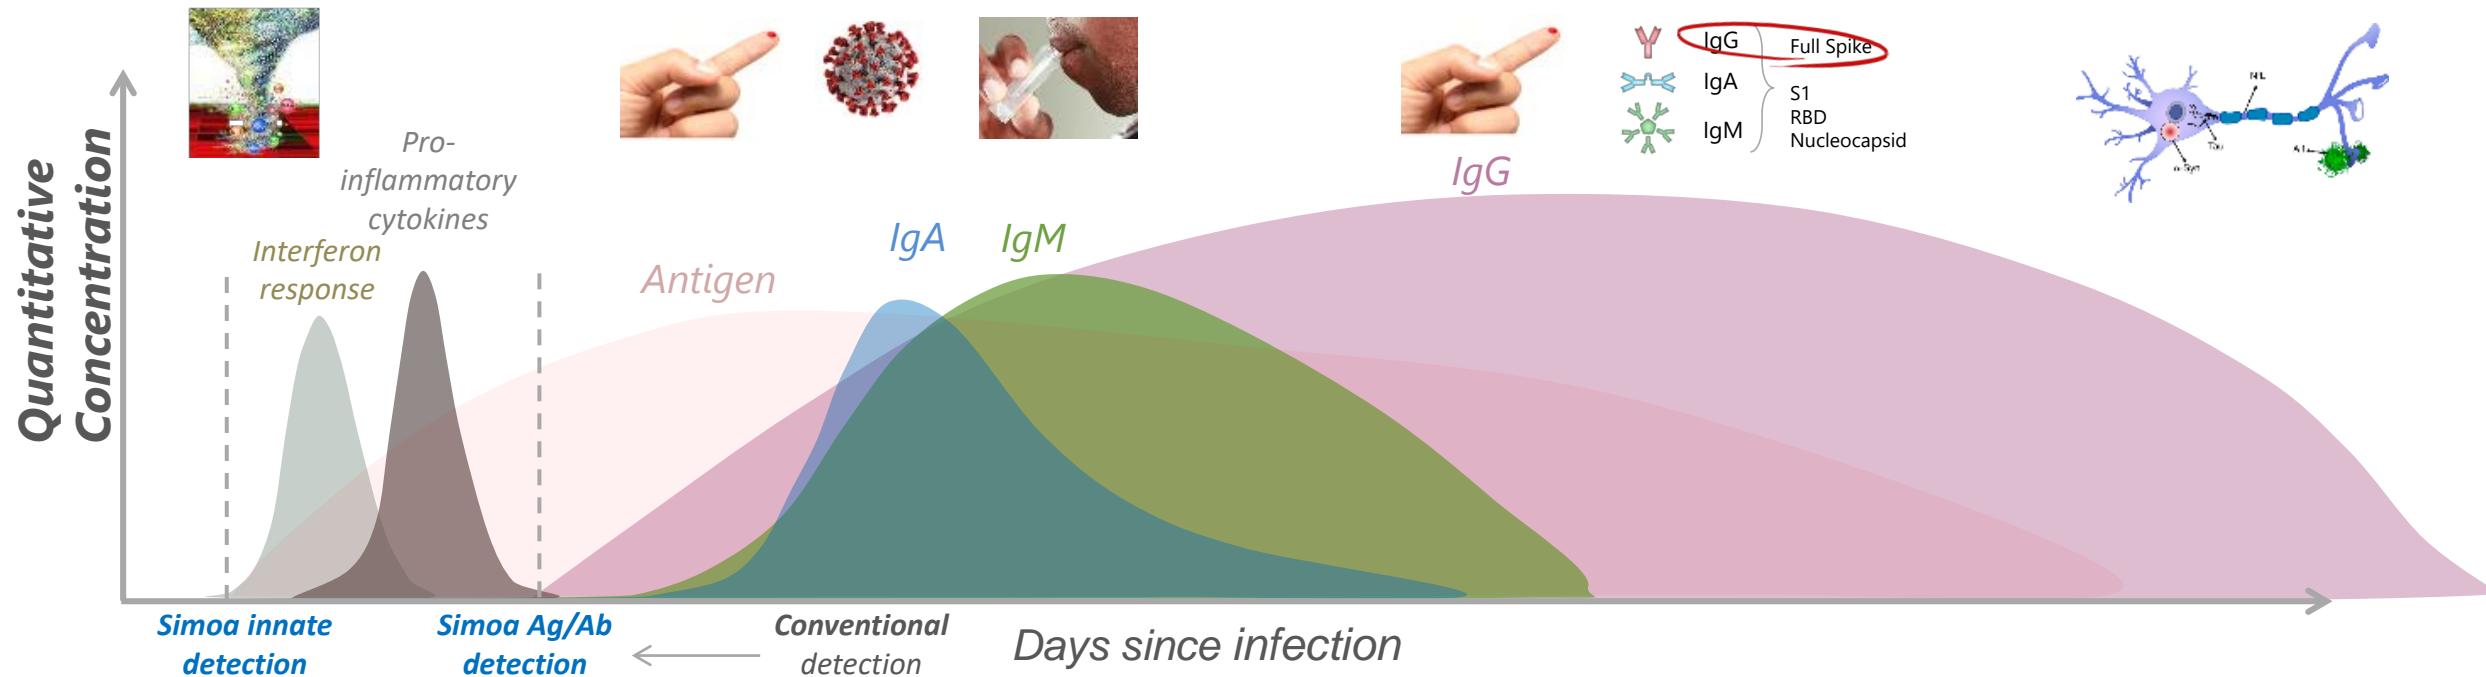 Quantitative
Concentration
Interferon
response
Pro-
inflammatory
cytokines
Antigen
IgA
IgM
IgG
IgG
IgA
IgM
Full Spike
S1
RBD
Nucleocapsid
Tau
Simoa innate
detection
Simoa Ag/Ab
detection
Conventional
detection
Days since infection